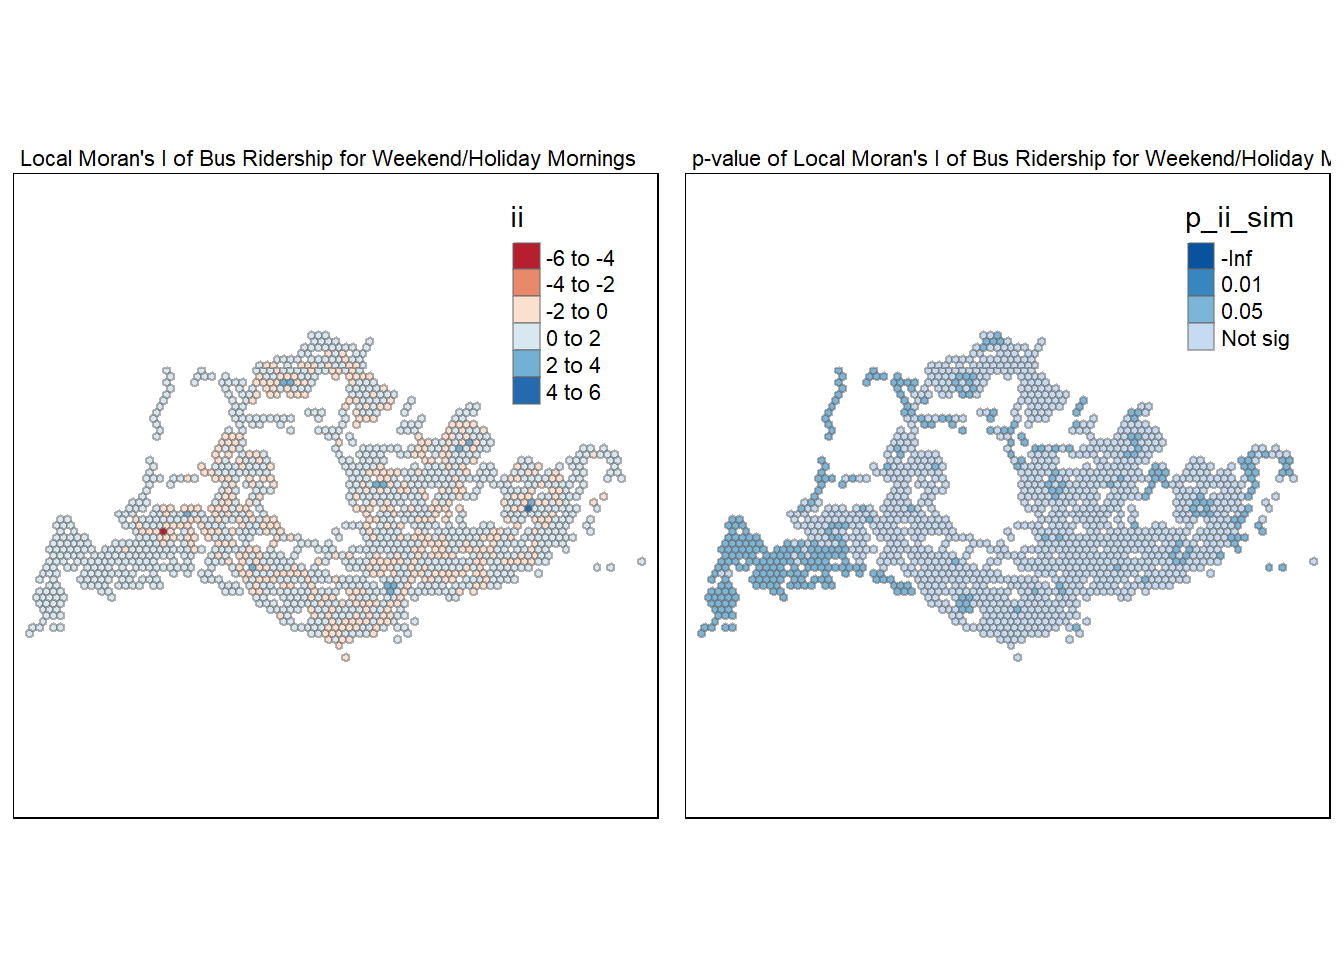 Local Moran's I of Bus Ridership for Weekend/Holiday Mornings
ii
-6 to -4
-4 to -2
-2 to 0
0 to 2
2 to 4
4 to 6
p-value of Local Moran's I of Bus Ridership for Weekend/Holiday M
p_ii_sim
-Inf
0.01
0.05
Not sig